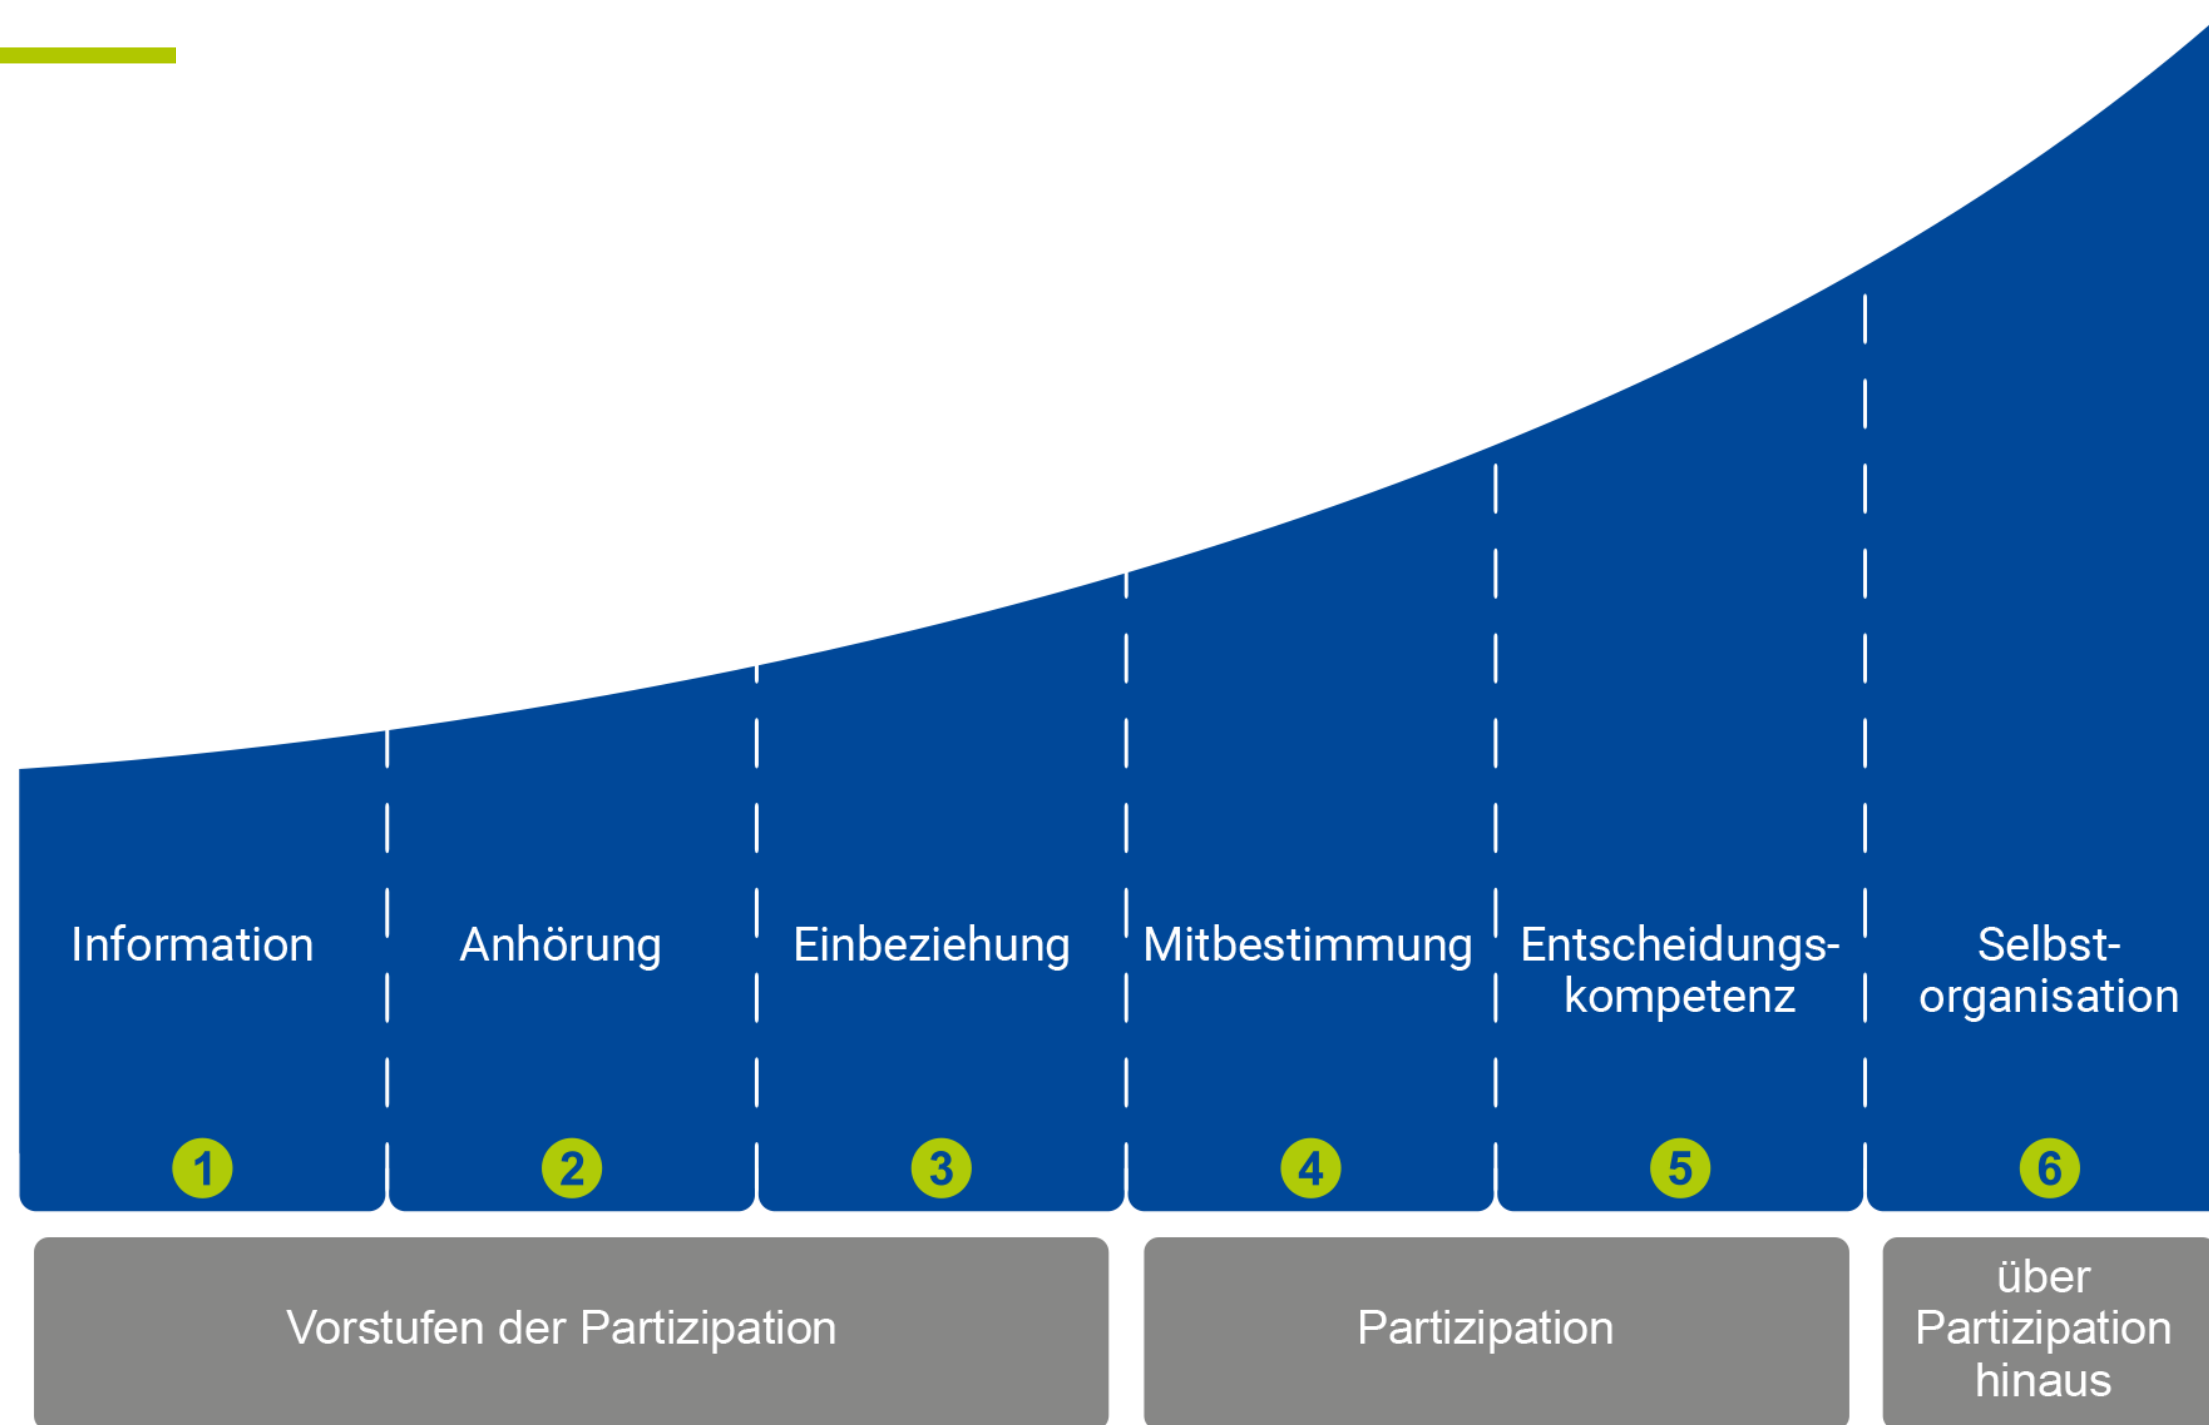 Information
Anhörung
Einbeziehung
Mitbestimmung
Entscheidungs-
kompetenz
Selbst-
organisation
1
2
3
4
5
6
Vorstufen der Partizipation
Partizipation
über
Partizipation
hinaus